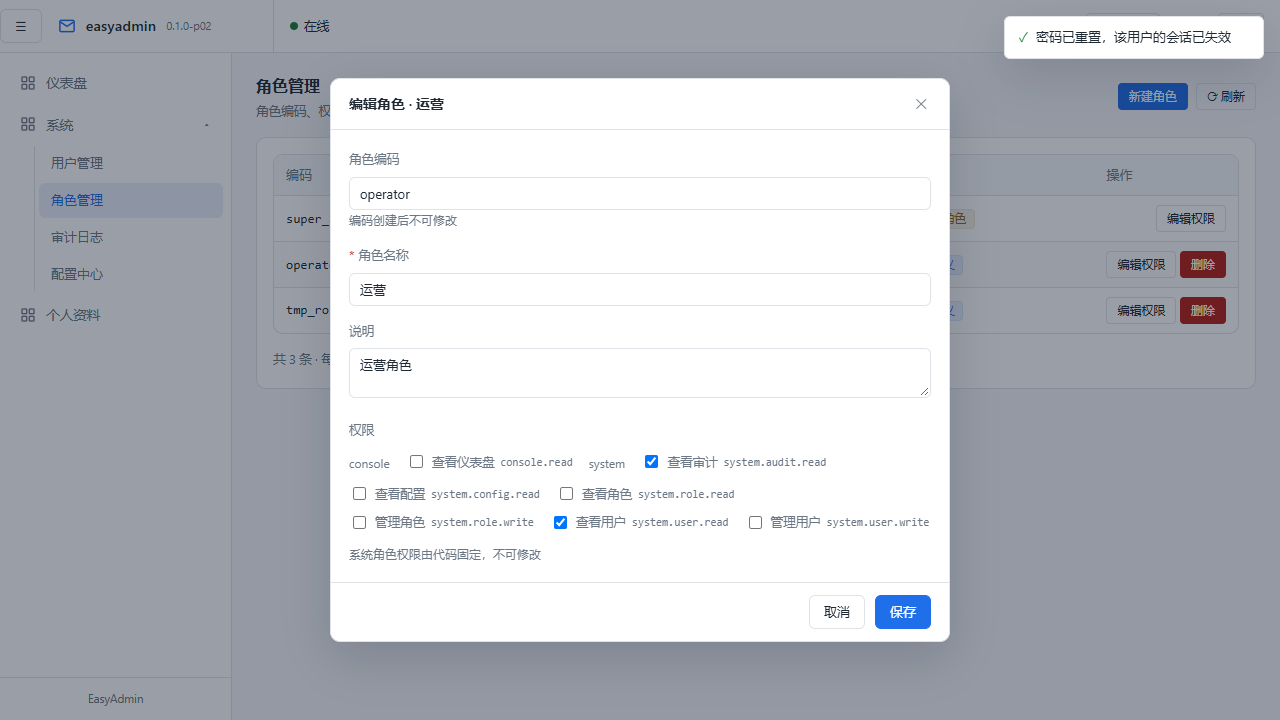 easyadmin 0.1.0-p02
在线
✓ 密码已重置，该用户的会话已失效
仪表盘
系统
用户管理
角色管理
审计日志
配置中心
个人资料
EasyAdmin
角色管理
角色编码、权
新建角色
刷新
编码
操作
super_
编辑权限
operat
编辑权限
删除
tmp_ro
编辑权限
删除
共 3 条 · 每
编辑角色 · 运营
角色编码
operator
编码创建后不可修改
* 角色名称
运营
说明
运营角色
权限
console 查看仪表盘 console.read system 查看审计 system.audit.read
查看配置 system.config.read 查看角色 system.role.read
管理角色 system.role.write 查看用户 system.user.read 管理用户 system.user.write
系统角色权限由代码固定，不可修改
取消
保存